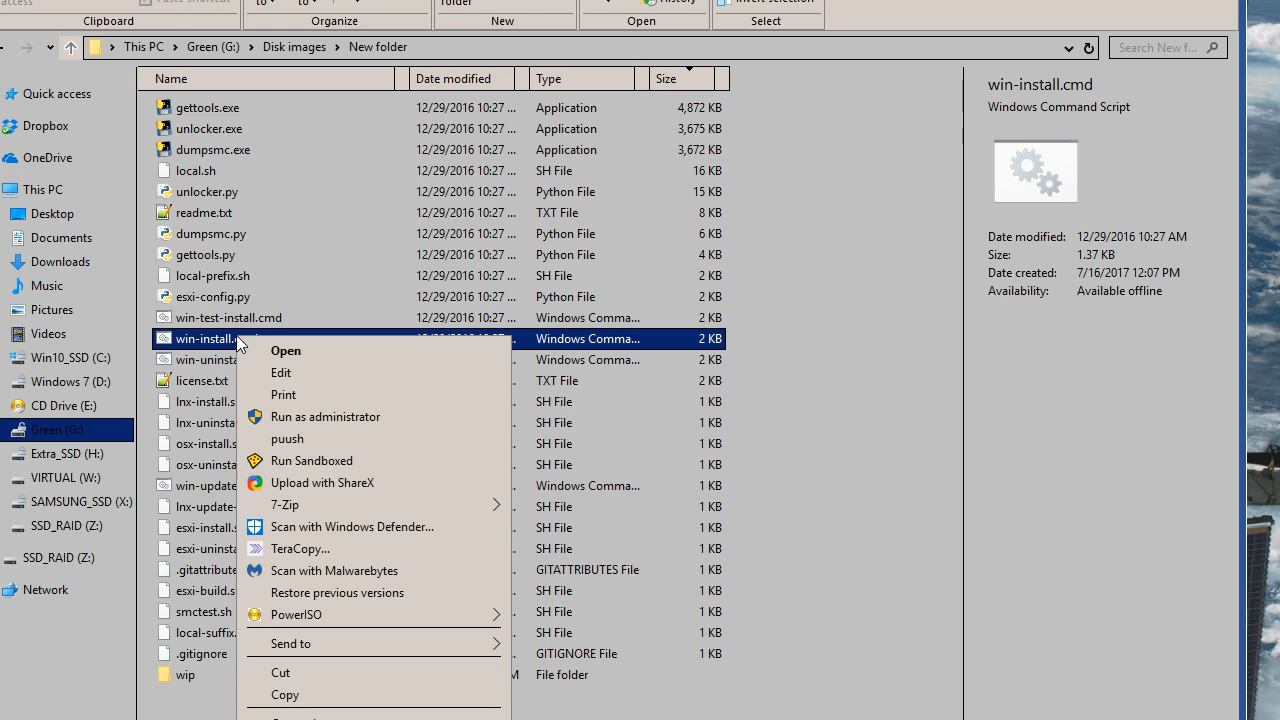 access
Paste shortcut
to
to
folder
History
Invert selection
Clipboard
Organize
New
Open
Select
This PC > Green (G:) > Disk images > New folder
Search New f...
Quick access
Dropbox
OneDrive
This PC
Desktop
Documents
Downloads
Music
Pictures
Videos
Win10_SSD (C:)
Windows 7 (D:)
CD Drive (E:)
Green (G:)
Extra_SSD (H:)
VIRTUAL (W:)
SAMSUNG_SSD (X:)
SSD_RAID (Z:)
SSD_RAID (Z:)
Network
Name Date modified Type Size
gettools.exe 12/29/2016 10:27 ... Application 4,872 KB
unlocker.exe 12/29/2016 10:27 ... Application 3,675 KB
dumpsmc.exe 12/29/2016 10:27 ... Application 3,672 KB
local.sh 12/29/2016 10:27 ... SH File 16 KB
unlocker.py 12/29/2016 10:27 ... Python File 15 KB
readme.txt 12/29/2016 10:27 ... TXT File 8 KB
dumpsmc.py 12/29/2016 10:27 ... Python File 6 KB
gettools.py 12/29/2016 10:27 ... Python File 4 KB
local-prefix.sh 12/29/2016 10:27 ... SH File 2 KB
esxi-config.py 12/29/2016 10:27 ... Python File 2 KB
win-test-install.cmd 12/29/2016 10:27 ... Windows Comma... 2 KB
win-install. Windows Comma... 2 KB
win-uninsta Windows Comma... 2 KB
license.txt TXT File 2 KB
lnx-install.s SH File 1 KB
lnx-uninsta SH File 1 KB
osx-install.s SH File 1 KB
osx-uninsta SH File 1 KB
win-update Windows Comma... 1 KB
lnx-update- SH File 1 KB
esxi-install.s SH File 1 KB
esxi-uninsta SH File 1 KB
.gitattribute GITATTRIBUTES File 1 KB
esxi-build.s SH File 1 KB
smctest.sh SH File 1 KB
local-suffix. SH File 1 KB
.gitignore GITIGNORE File 1 KB
wip M File folder
Open
Edit
Print
Run as administrator
puush
Run Sandboxed
Upload with ShareX
7-Zip
Scan with Windows Defender...
TeraCopy...
Scan with Malwarebytes
Restore previous versions
PowerISO
Send to
Cut
Copy
win-install.cmd
Windows Command Script
Date modified: 12/29/2016 10:27 AM
Size: 1.37 KB
Date created: 7/16/2017 12:07 PM
Availability: Available offline